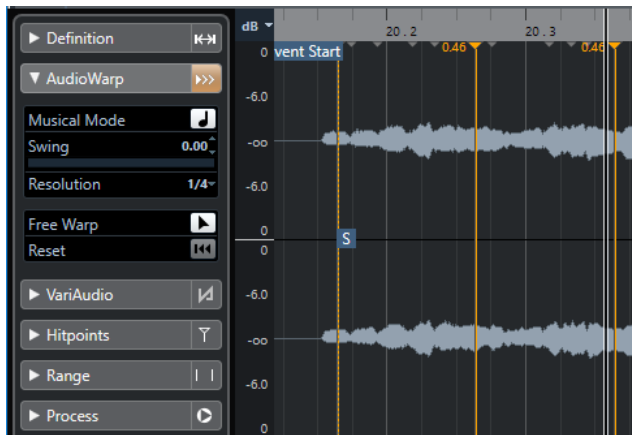 Definition
AudioWarp
Musical Mode
Swing 0.00
Resolution 1/4
Free Warp
Reset
VariAudio
Hitpoints
Range
Process
dB
20.2 20.3
0 vent Start 0.46 0.46
-6.0
-oo
-6.0
0
S
0
-6.0
-oo
-6.0
0